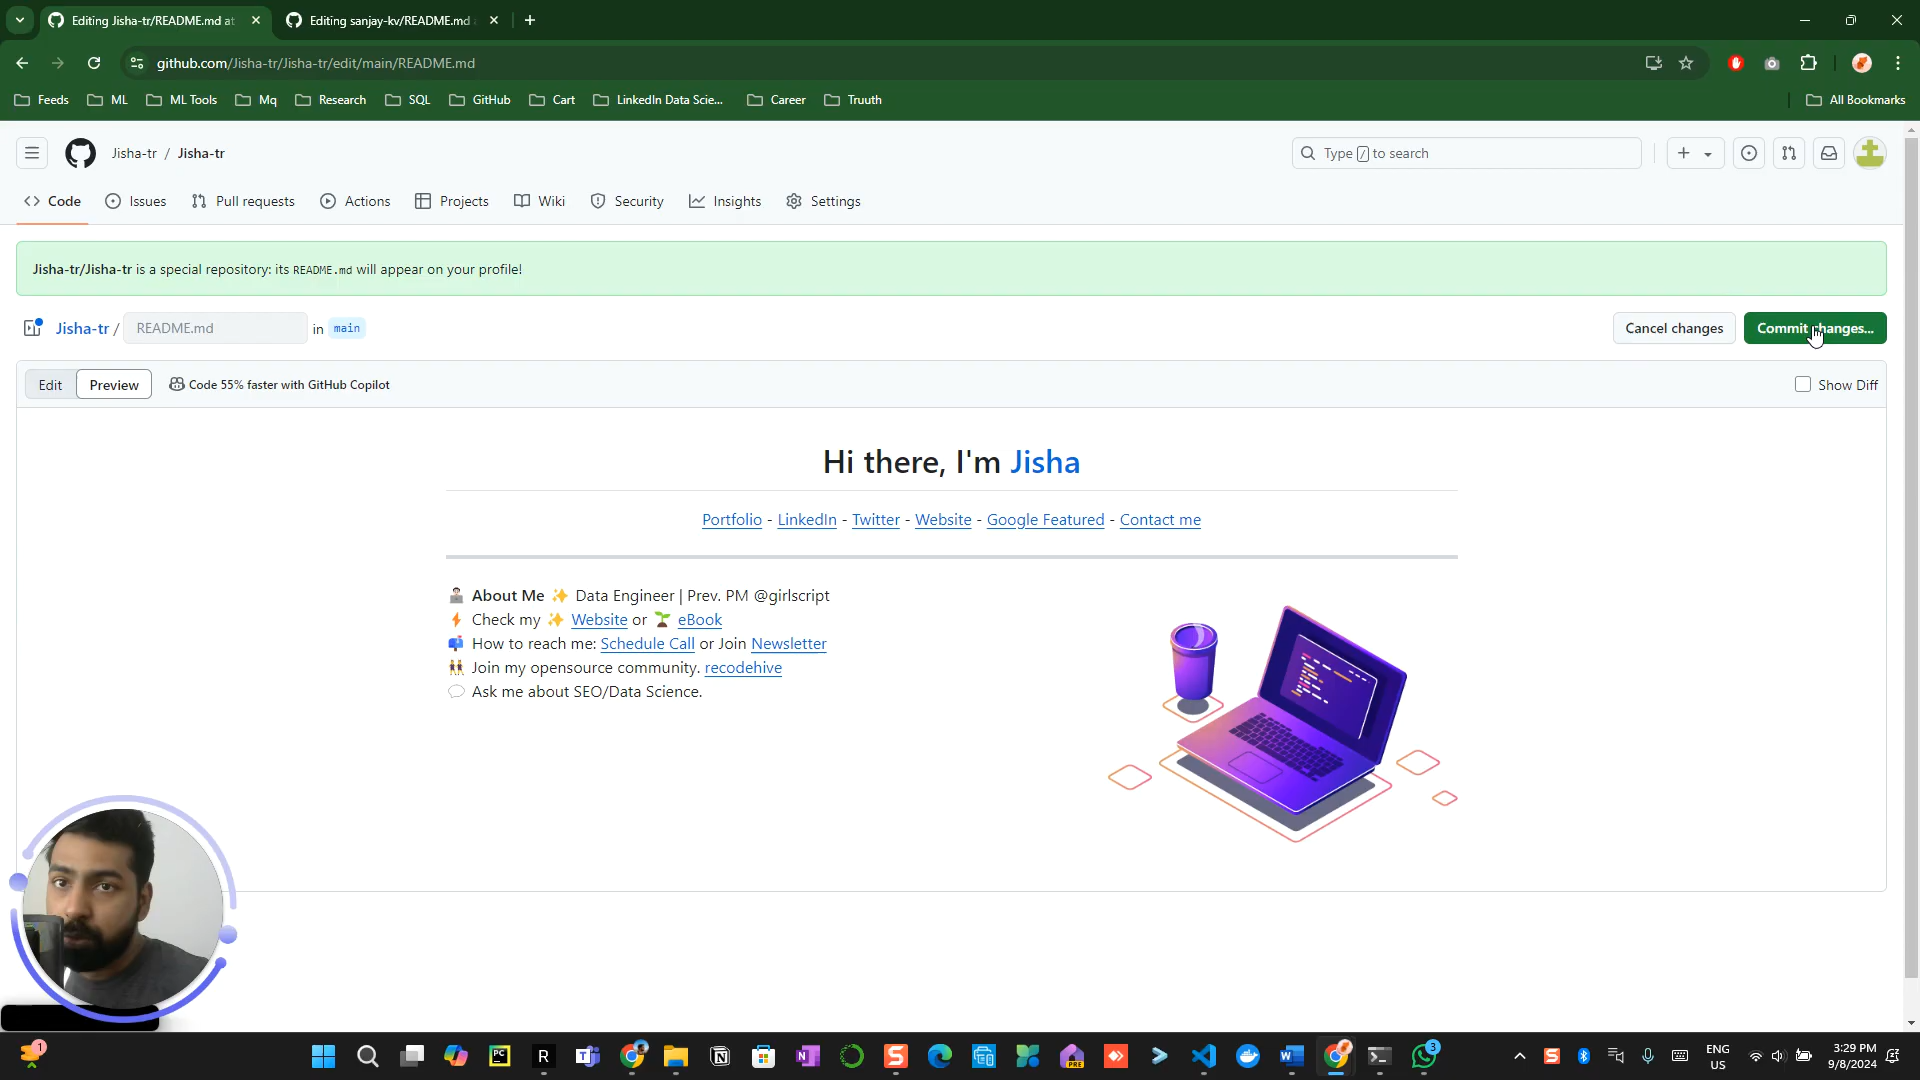 Editing Jisha-tr/README.md at
Editing sanjay-kv/README.md
github.com/Jisha-tr/Jisha-tr/edit/main/README.md
Feeds ML ML Tools Mq Research SQL GitHub Cart LinkedIn Data Scie... Career Truuth All Bookmarks
Jisha-tr / Jisha-tr
Type / to search
Code Issues Pull requests Actions Projects Wiki Security Insights Settings
Jisha-tr/Jisha-tr is a special repository: its README.md will appear on your profile!
Jisha-tr / README.md in main
Cancel changes Commit changes...
Edit Preview Code 55% faster with GitHub Copilot Show Diff
Hi there, I'm Jisha
Portfolio - LinkedIn - Twitter - Website - Google Featured - Contact me
About Me ✨ Data Engineer | Prev. PM @girlscript
⚡ Check my ✨ Website or 🌱 eBook
📫 How to reach me: Schedule Call or Join Newsletter
👯 Join my opensource community. recodehive
💬 Ask me about SEO/Data Science.
1
PC
R
PRE
3
ENG
US
3:29 PM
9/8/2024